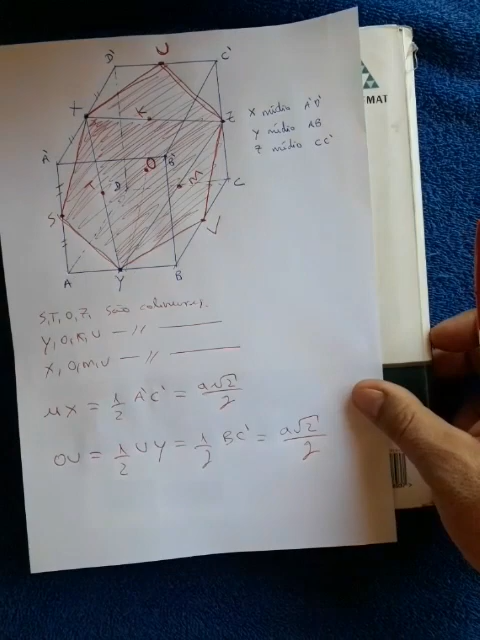 D' U C'
X K Z
X médio A'D'
Y médio AB
Z médio CC'
MAT
A' B' O
T D M C
S V
A Y B
S, T, O, Z, São colineares.
Y, O, K, U — // ———
X, O, M, V — // ———
UX = 1/2 A'C' = a√2/2
OU = 1/2 UY = 1/2 BC' = a√2/2